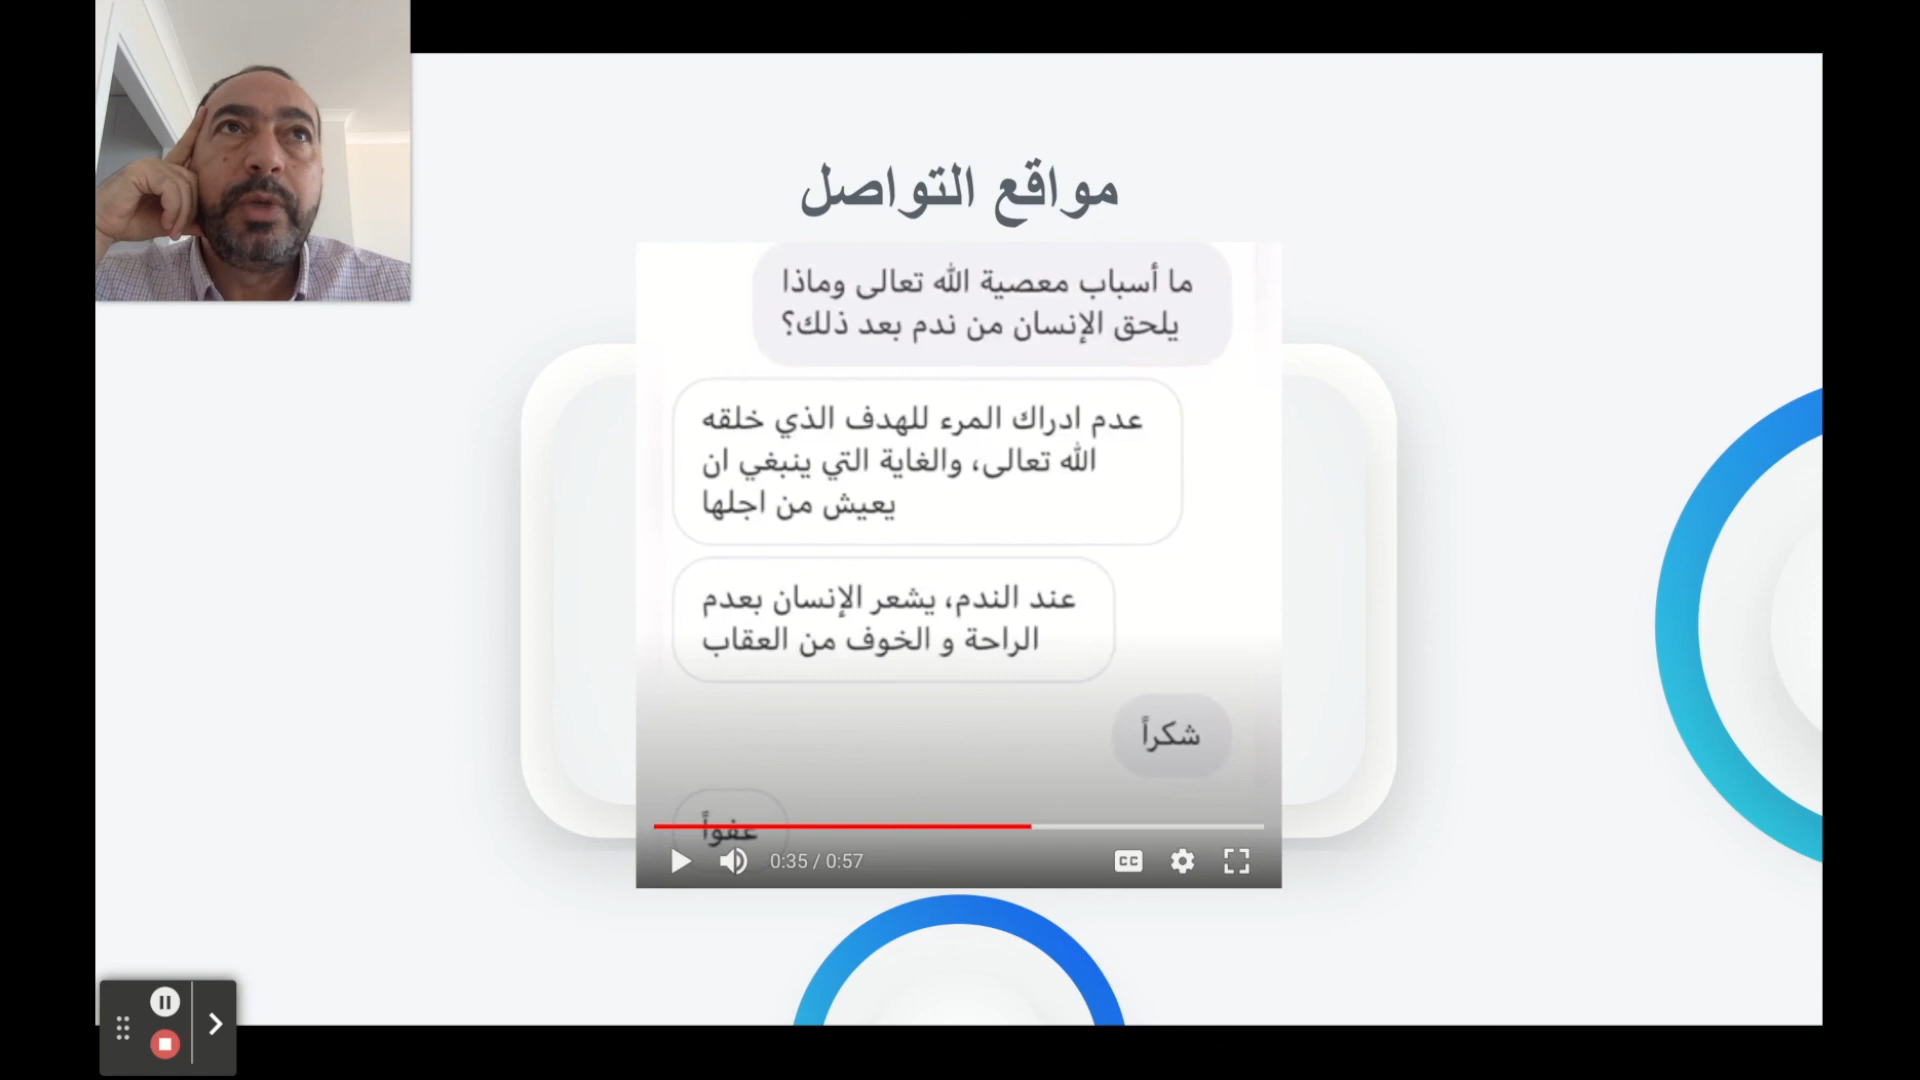 مواقع التواصل
ما أسباب معصية الله تعالى وماذا
يلحق الإنسان من ندم بعد ذلك؟
عدم ادراك المرء للهدف الذي خلقه
الله تعالى، والغاية التي ينبغي ان
يعيش من اجلها
عند الندم، يشعر الإنسان بعدم
الراحة و الخوف من العقاب
شكراً
عفواً
0:35 / 0:57
CC